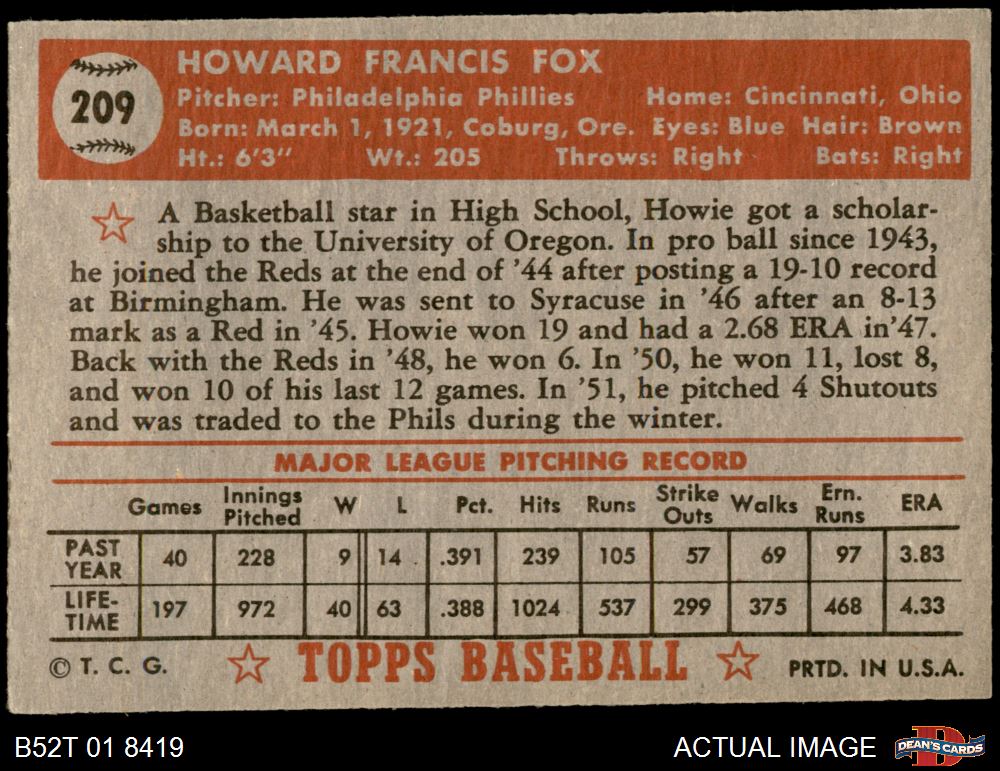 209
HOWARD FRANCIS FOX
Pitcher: Philadelphia Phillies Home: Cincinnati, Ohio
Born: March 1, 1921, Coburg, Ore. Eyes: Blue Hair: Brown
Ht.: 6'3" Wt.: 205 Throws: Right Bats: Right
A Basketball star in High School, Howie got a scholar-
ship to the University of Oregon. In pro ball since 1943,
he joined the Reds at the end of '44 after posting a 19-10 record
at Birmingham. He was sent to Syracuse in '46 after an 8-13
mark as a Red in '45. Howie won 19 and had a 2.68 ERA in'47.
Back with the Reds in '48, he won 6. In '50, he won 11, lost 8,
and won 10 of his last 12 games. In '51, he pitched 4 Shutouts
and was traded to the Phils during the winter.
MAJOR LEAGUE PITCHING RECORD
Games Innings Pitched W L Pct. Hits Runs Strike Outs Walks Ern. Runs ERA
PAST YEAR 40 228 9 14 .391 239 105 57 69 97 3.83
LIFE-TIME 197 972 40 63 .388 1024 537 299 375 468 4.33
© T. C. G. TOPPS BASEBALL PRTD. IN U.S.A.
B52T 01 8419 ACTUAL IMAGE DEAN'S CARDS